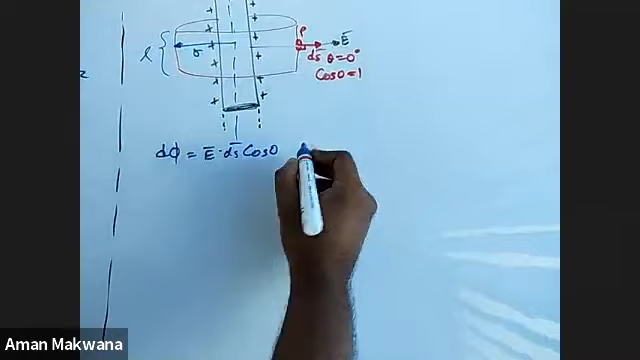 P
E̅
ds̅ θ=0°
Cosθ=1
l
r
dϕ = E̅·ds̅ Cosθ
Aman Makwana